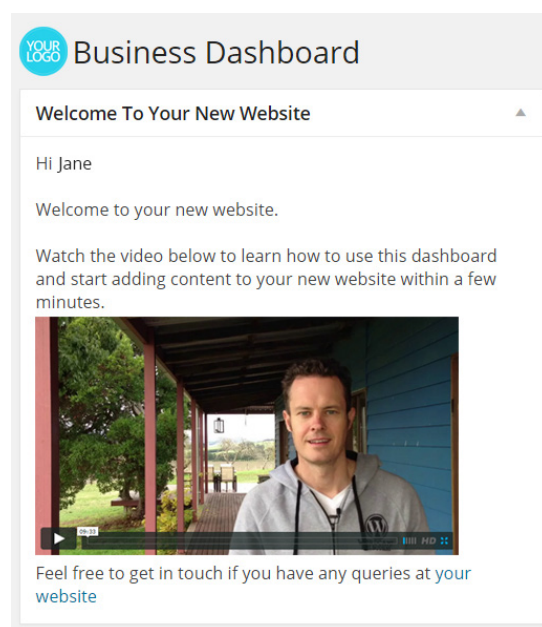 YOUR
LOGO
Business Dashboard
Welcome To Your New Website
Hi Jane
Welcome to your new website.
Watch the video below to learn how to use this dashboard
and start adding content to your new website within a few
minutes.
09:33
HD
Feel free to get in touch if you have any queries at your
website